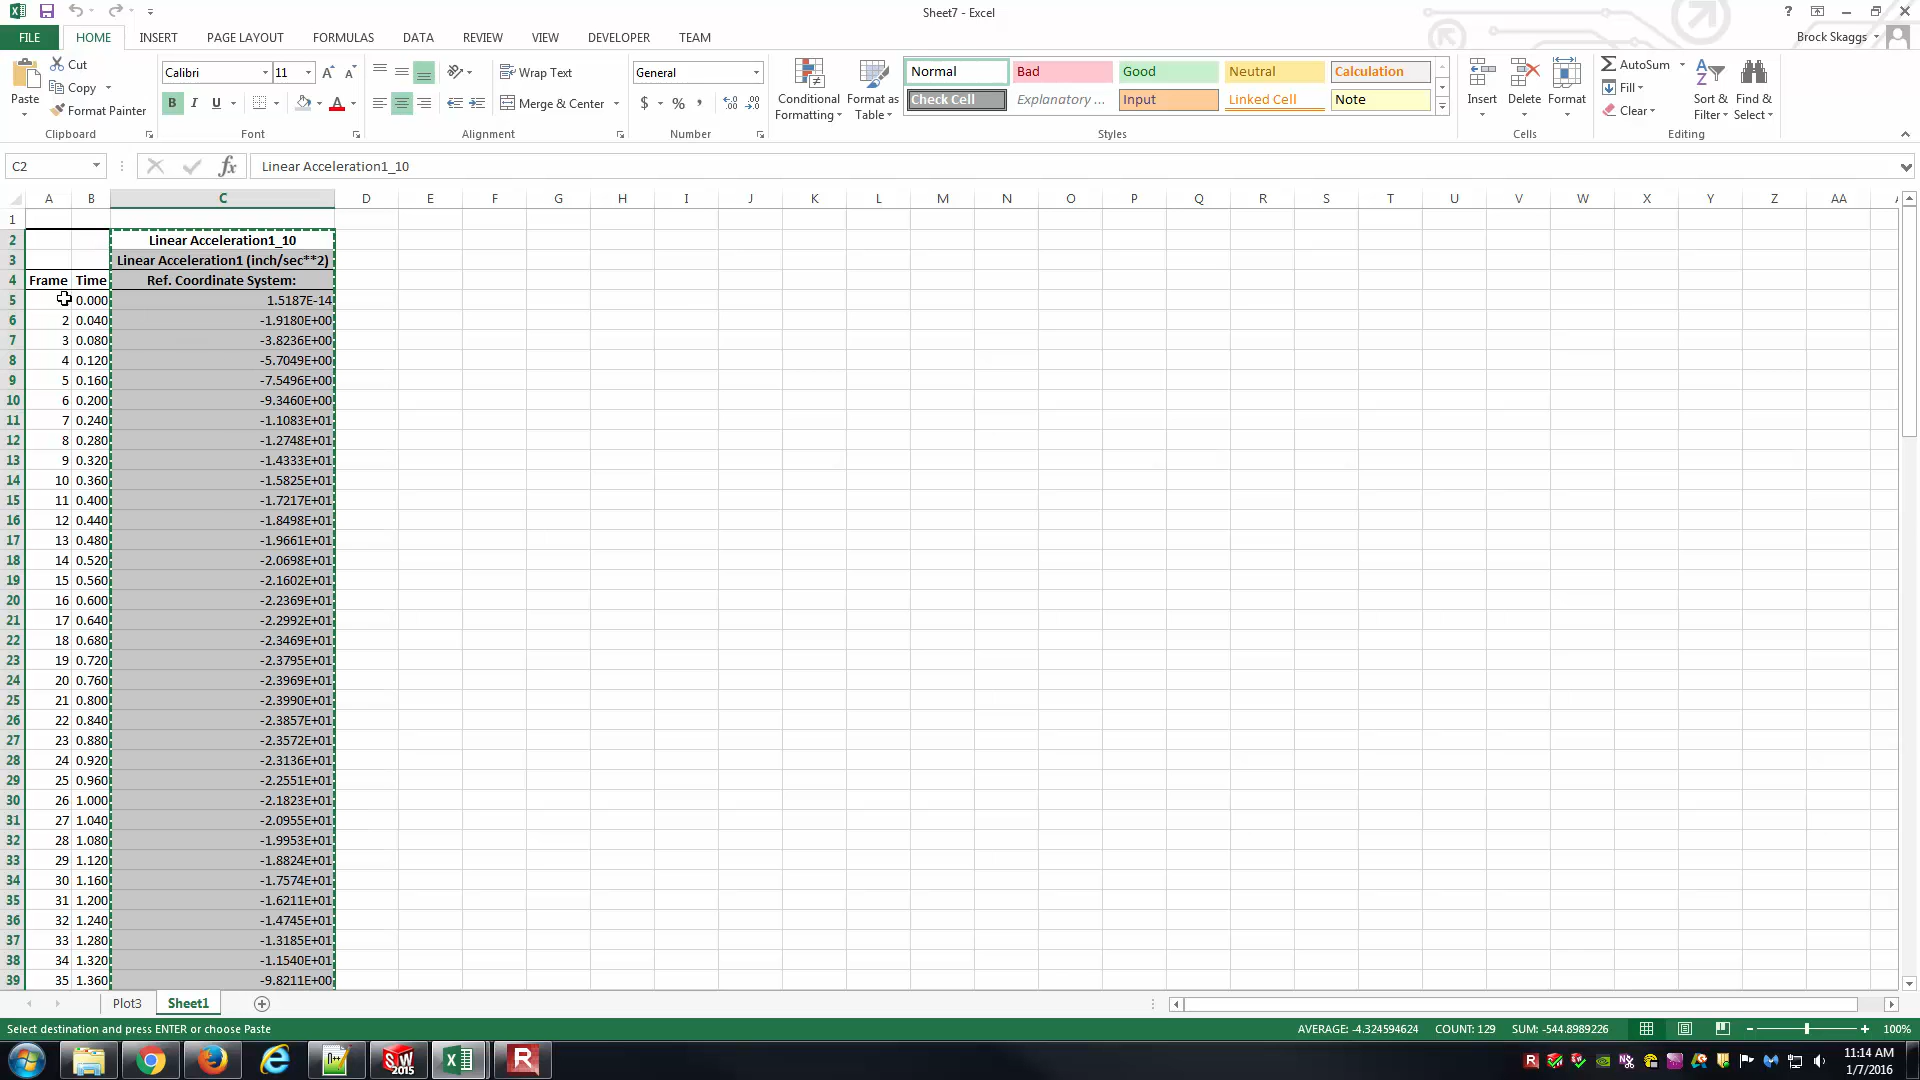 Sheet7 - Excel
FILE
HOME
INSERT
PAGE LAYOUT
FORMULAS
DATA
REVIEW
VIEW
DEVELOPER
TEAM
Brock Skaggs
Paste
Cut
Copy
Format Painter
Clipboard
Calibri
11
B
I
U
Font
Wrap Text
Merge & Center
Alignment
General
$ % ,
Number
Conditional
Formatting
Format as
Table
Normal
Bad
Good
Neutral
Calculation
Check Cell
Explanatory ...
Input
Linked Cell
Note
Styles
Insert
Delete
Format
Cells
AutoSum
Fill
Clear
Sort &
Filter
Find &
Select
Editing
C2
fx
Linear Acceleration1_10
A B C D E F G H I J K L M N O P Q R S T U V W X Y Z AA
1
2 Linear Acceleration1_10
3 Linear Acceleration1 (inch/sec**2)
4 Frame Time Ref. Coordinate System:
5 0.000 1.5187E-14
6 2 0.040 -1.9180E+00
7 3 0.080 -3.8236E+00
8 4 0.120 -5.7049E+00
9 5 0.160 -7.5496E+00
10 6 0.200 -9.3460E+00
11 7 0.240 -1.1083E+01
12 8 0.280 -1.2748E+01
13 9 0.320 -1.4333E+01
14 10 0.360 -1.5825E+01
15 11 0.400 -1.7217E+01
16 12 0.440 -1.8498E+01
17 13 0.480 -1.9661E+01
18 14 0.520 -2.0698E+01
19 15 0.560 -2.1602E+01
20 16 0.600 -2.2369E+01
21 17 0.640 -2.2992E+01
22 18 0.680 -2.3469E+01
23 19 0.720 -2.3795E+01
24 20 0.760 -2.3969E+01
25 21 0.800 -2.3990E+01
26 22 0.840 -2.3857E+01
27 23 0.880 -2.3572E+01
28 24 0.920 -2.3136E+01
29 25 0.960 -2.2551E+01
30 26 1.000 -2.1823E+01
31 27 1.040 -2.0955E+01
32 28 1.080 -1.9953E+01
33 29 1.120 -1.8824E+01
34 30 1.160 -1.7574E+01
35 31 1.200 -1.6211E+01
36 32 1.240 -1.4745E+01
37 33 1.280 -1.3185E+01
38 34 1.320 -1.1540E+01
39 35 1.360 -9.8211E+00
Plot3
Sheet1
Select destination and press ENTER or choose Paste
AVERAGE: -4.324594624
COUNT: 129
SUM: -544.8989226
100%
SW
2015
R
11:14 AM
1/7/2016